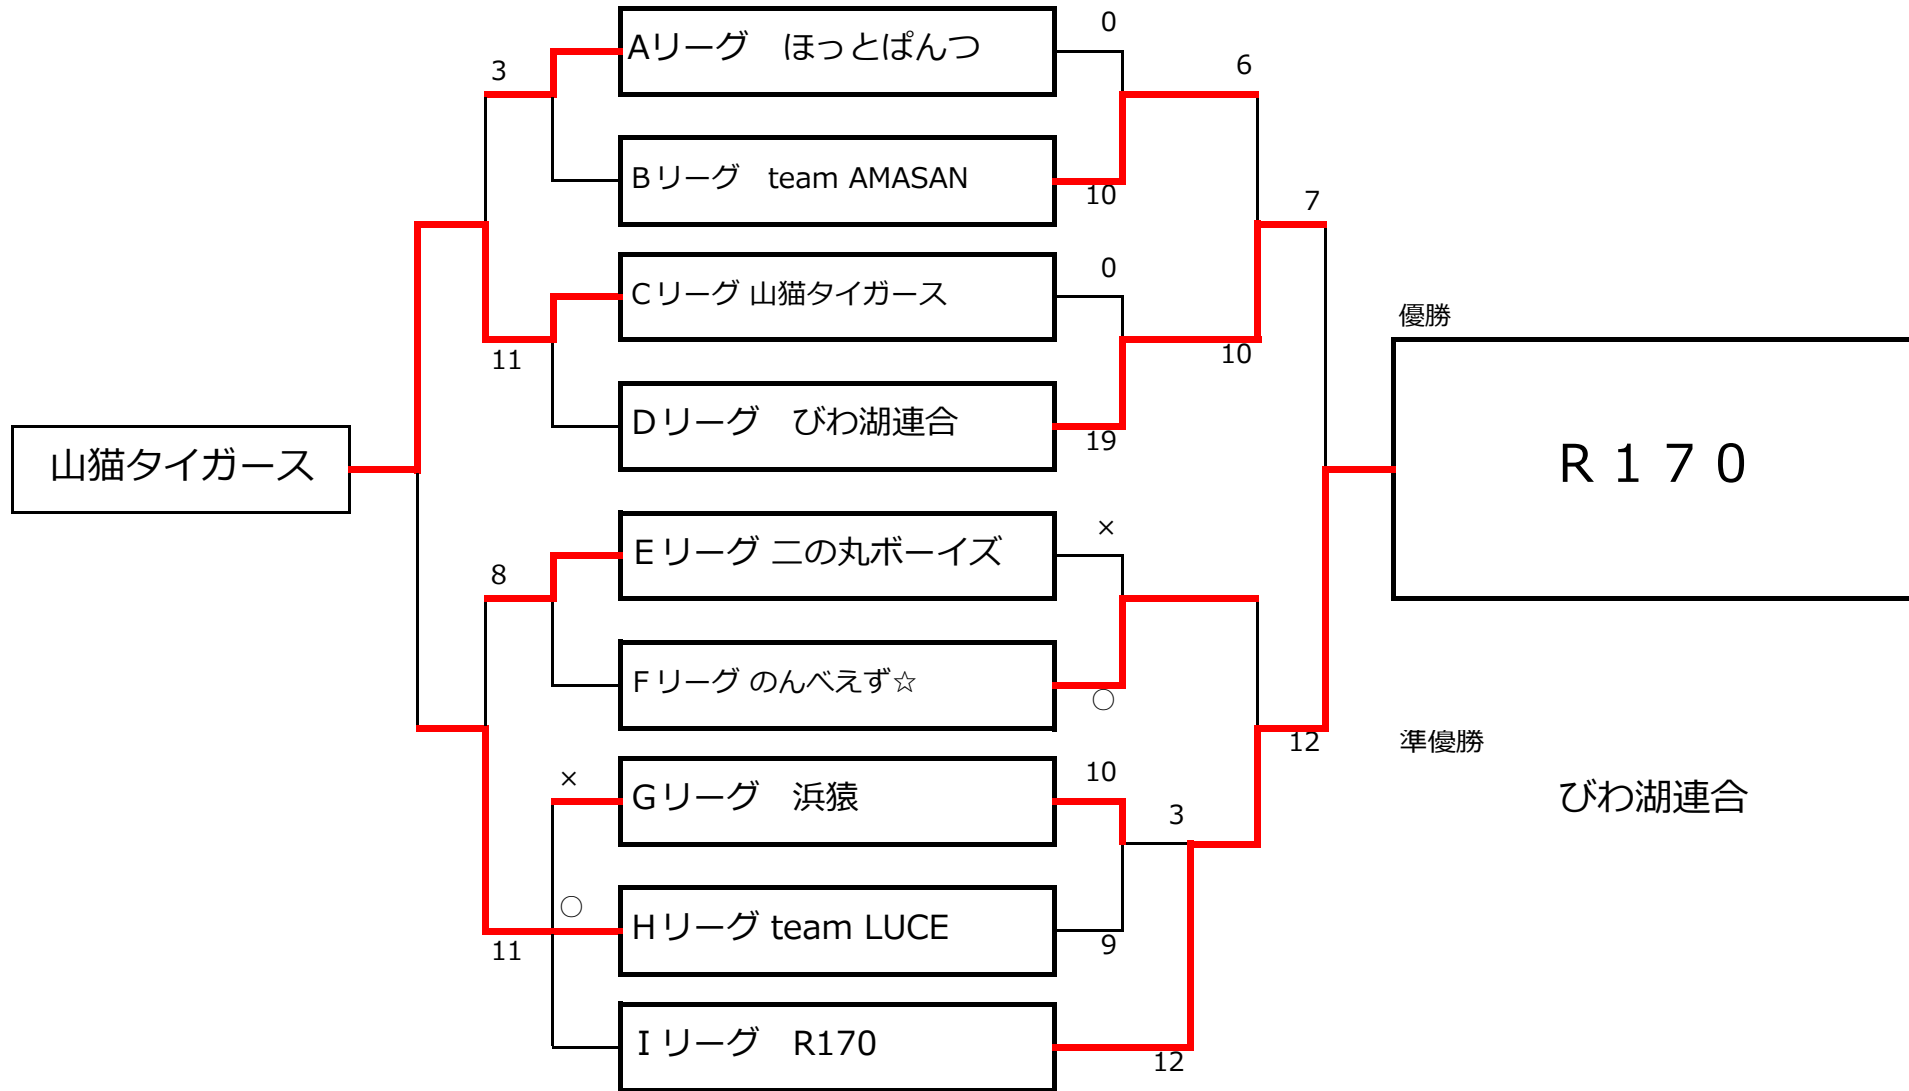 0
Aリーグ　ほっとぱんつ
3
6
Bリーグ　team AMASAN
10
7
0
Cリーグ 山猫タイガース
優勝
11
10
Dリーグ　びわ湖連合
19
山猫タイガース
R１７０
×
Eリーグ 二の丸ボーイズ
8
Fリーグ のんべえず☆
○
12
準優勝
×
10
Gリーグ　浜猿
びわ湖連合
3
○
Hリーグ team LUCE
11
9
Iリーグ　R170
12